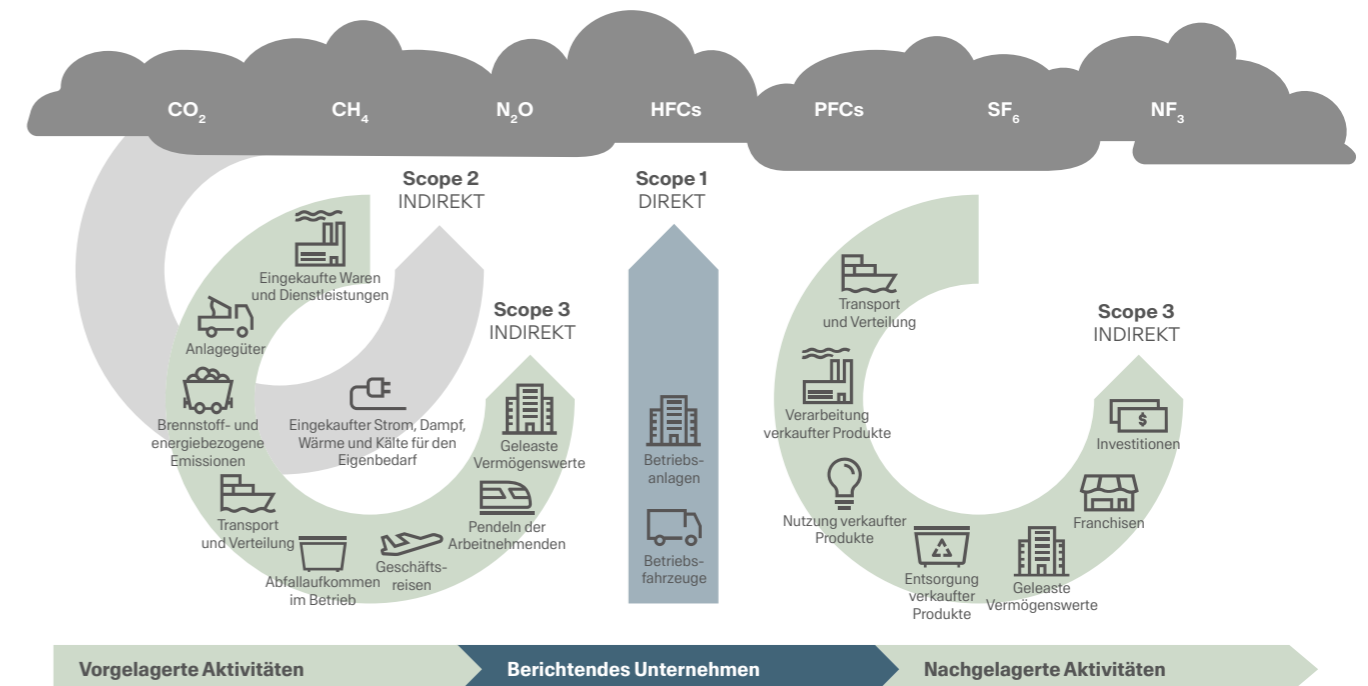 CO₂
CH₄
N₂O
HFCs
PFCs
SF₆
NF₃
Scope 2
INDIREKT
Scope 1
DIREKT
Eingekaufte Waren
und Dienstleistungen
Anlagegüter
Brennstoff- und
energiebezogene
Emissionen
Transport
und Verteilung
Abfallaufkommen
im Betrieb
Geschäfts-
reisen
Pendeln der
Arbeitnehmenden
Geleaste
Vermögenswerte
Scope 3
INDIREKT
Eingekaufter Strom, Dampf,
Wärme und Kälte für den
Eigenbedarf
Betriebs-
anlagen
Betriebs-
fahrzeuge
Transport
und Verteilung
Verarbeitung
verkaufter Produkte
Nutzung verkaufter
Produkte
Entsorgung
verkaufter
Produkte
Geleaste
Vermögenswerte
Franchisen
$
Investitionen
Scope 3
INDIREKT
Vorgelagerte Aktivitäten
Berichtendes Unternehmen
Nachgelagerte Aktivitäten